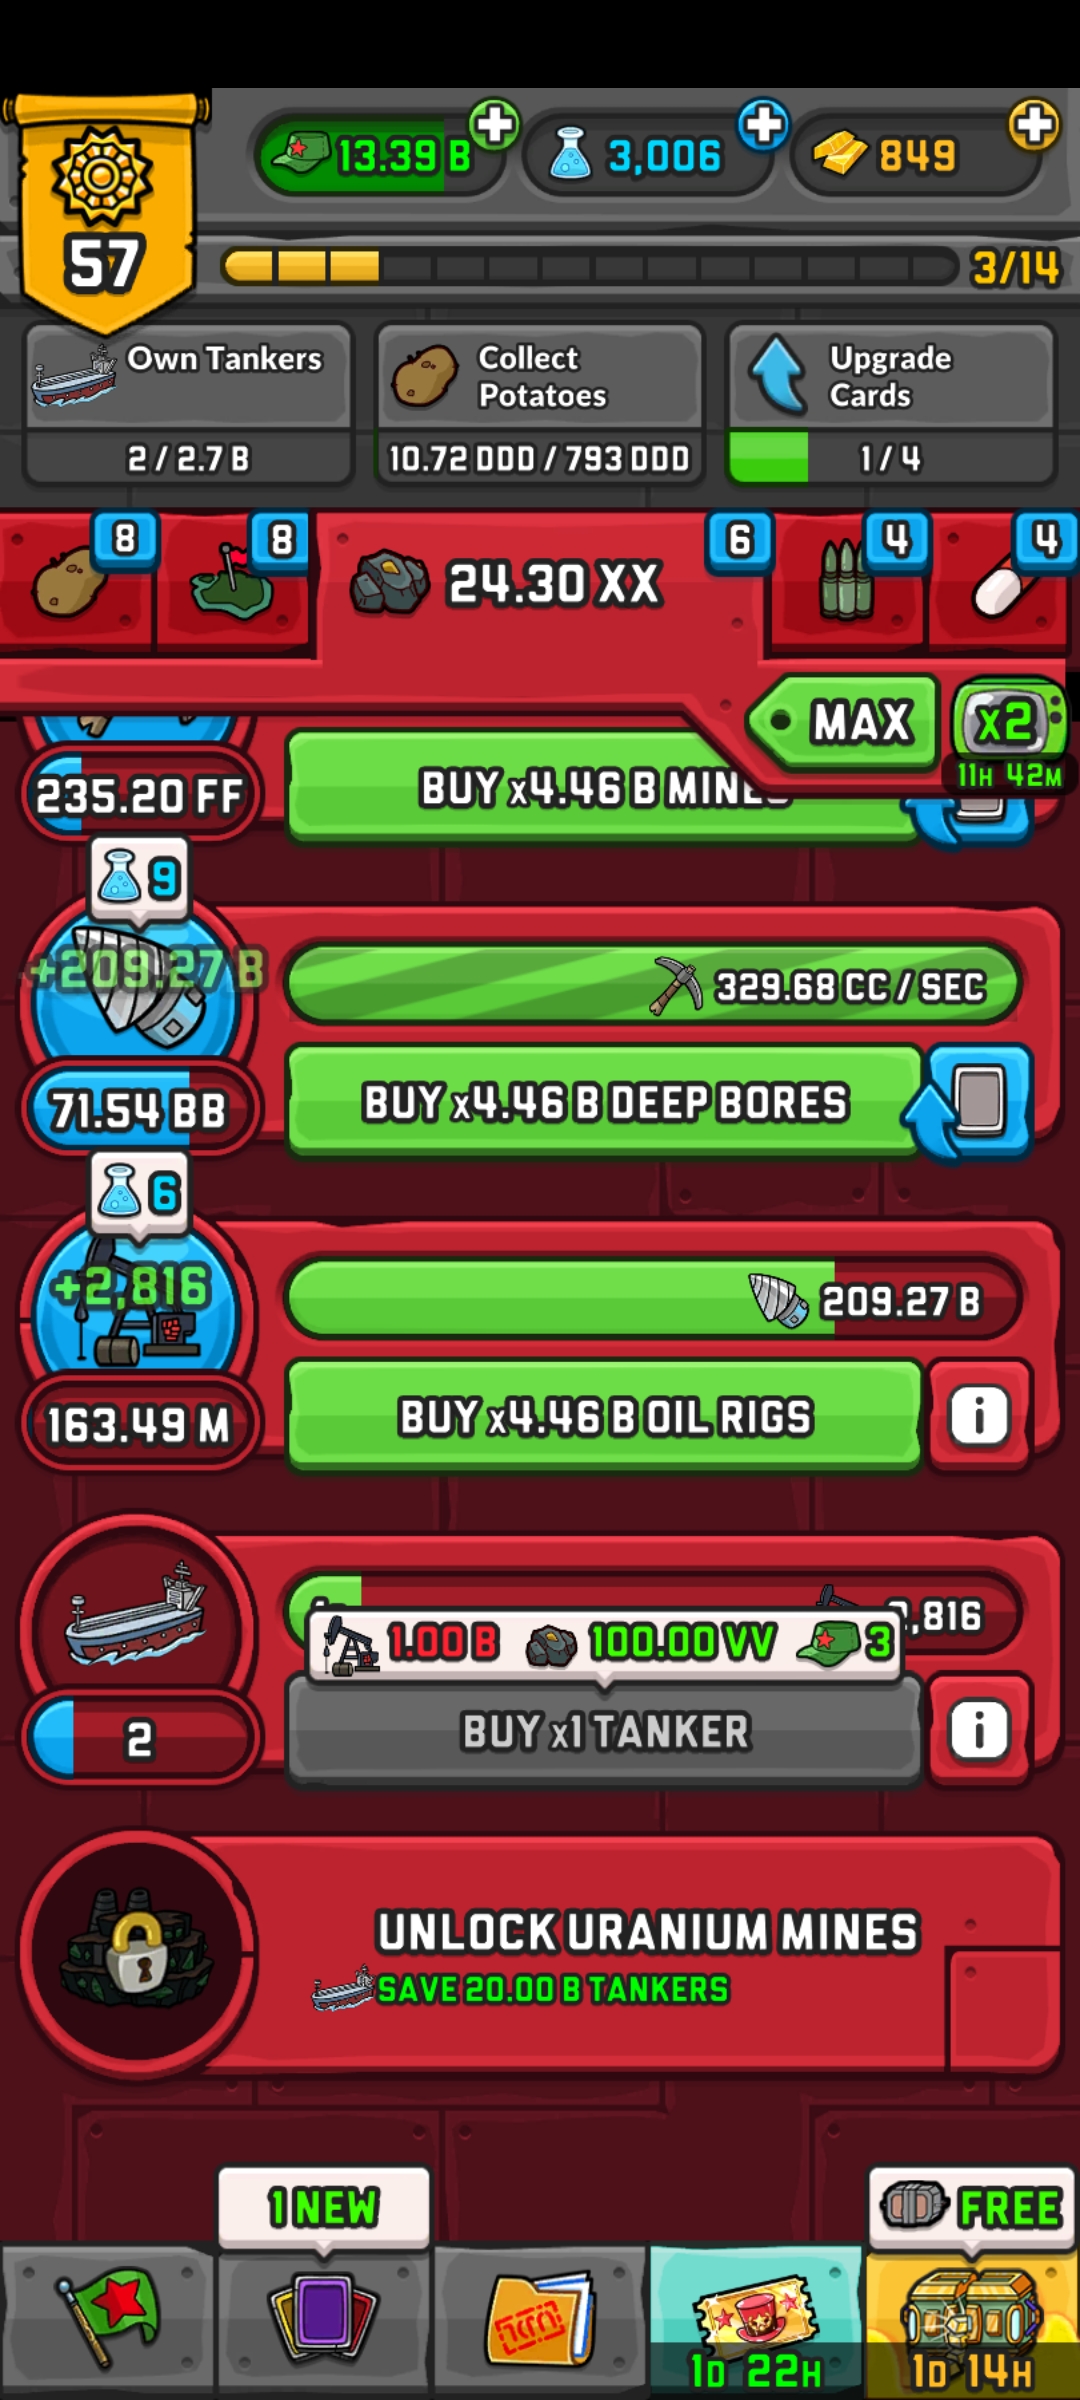 13.39 B
3,006
849
57
3/14
Own Tankers
2 / 2.7 B
Collect
Potatoes
10.72 DDD / 793 DDD
Upgrade
Cards
1 / 4
8
8
24.30 XX
6
4
4
MAX
x2
11H 42M
235.20 FF
BUY x4.46 B MINES
9
+209.27 B
329.68 CC / SEC
71.54 BB
BUY x4.46 B DEEP BORES
6
+2,816
209.27 B
163.49 M
BUY x4.46 B OIL RIGS
i
2,816
1.00 B
100.00 VV
3
2
BUY x1 TANKER
i
UNLOCK URANIUM MINES
SAVE 20.00 B TANKERS
1 NEW
FREE
1D 22H
1D 14H